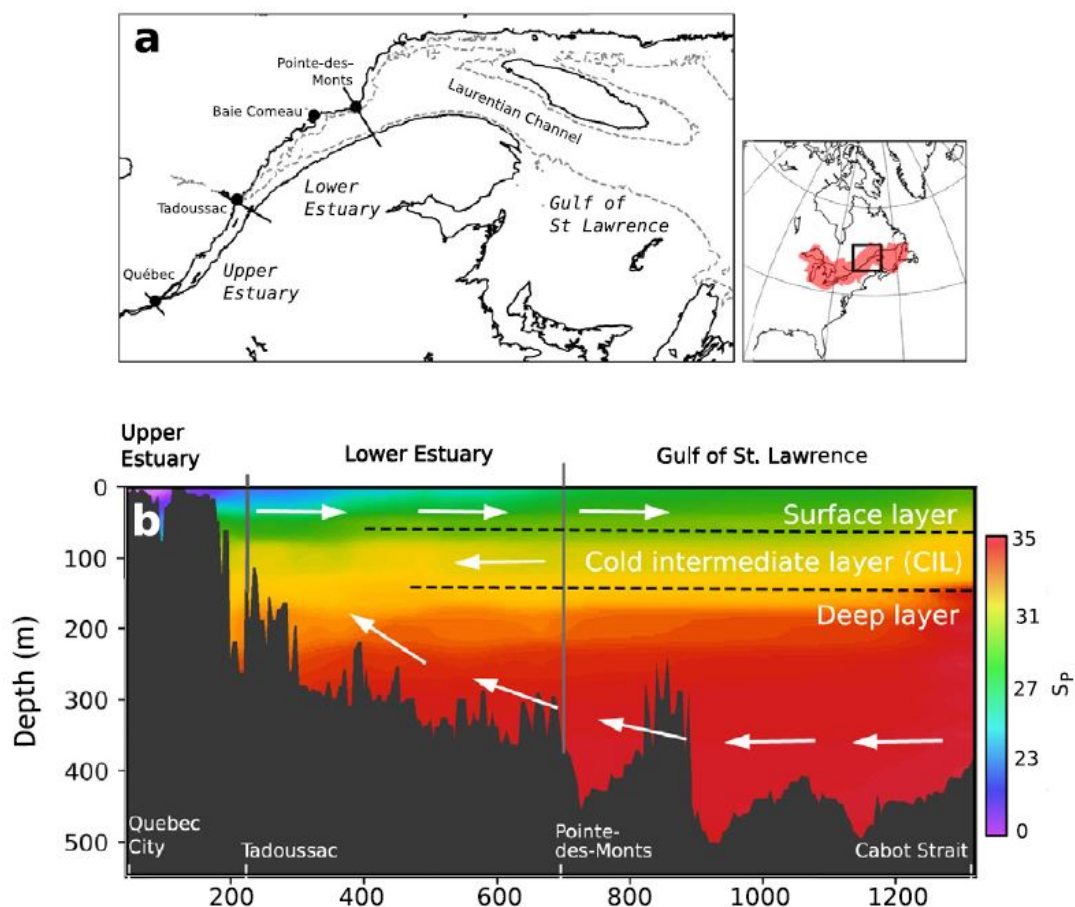 a
Pointe-des-
Monts
Baie Comeau
Laurentian Channel
Tadoussac
Lower
Estuary
Gulf of
St Lawrence
Québec
Upper
Estuary
Upper
Estuary
Lower Estuary
Gulf of St. Lawrence
b
Surface layer
Cold intermediate layer (CIL)
Deep layer
Depth (m)
0
100
200
300
400
500
Quebec
City
Tadoussac
Pointe-
des-Monts
Cabot Strait
200
400
600
800
1000
1200
35
31
27
23
0
Sp